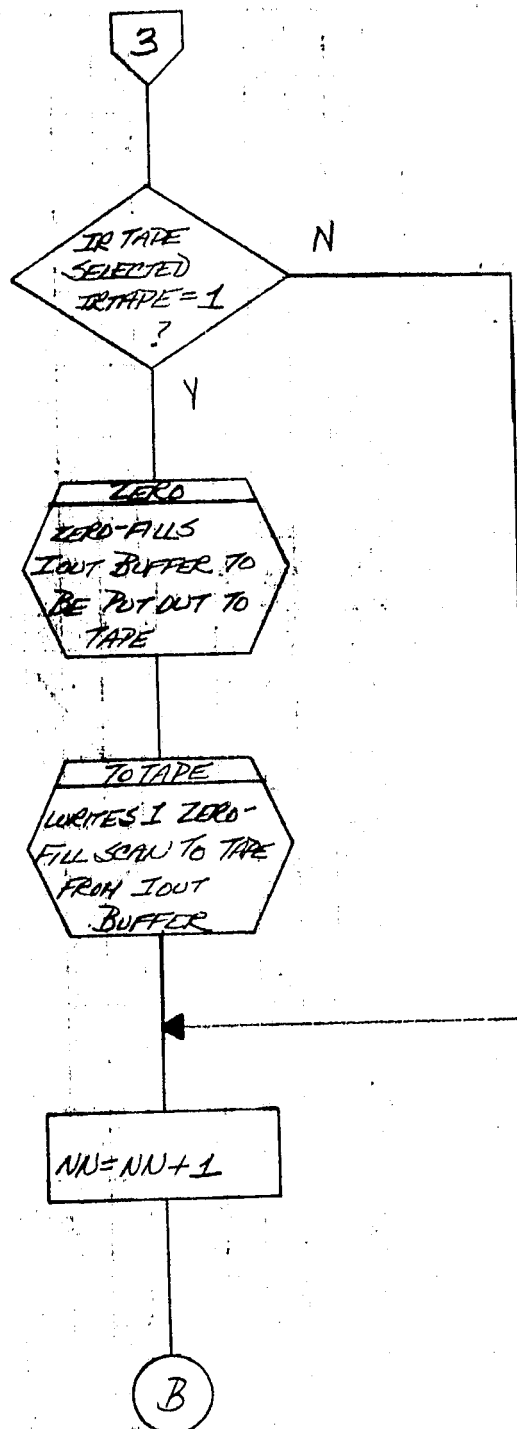 3
IR TAPE
SELECTED
IRTAPE = 1
?
N
Y
ZERO
ZERO-FILLS
IOUT BUFFER TO
BE PUT OUT TO
TAPE
TOTAPE
WRITES 1 ZERO-
FILL SCAN TO TAPE
FROM IOUT
BUFFER
NN = NN + 1
B